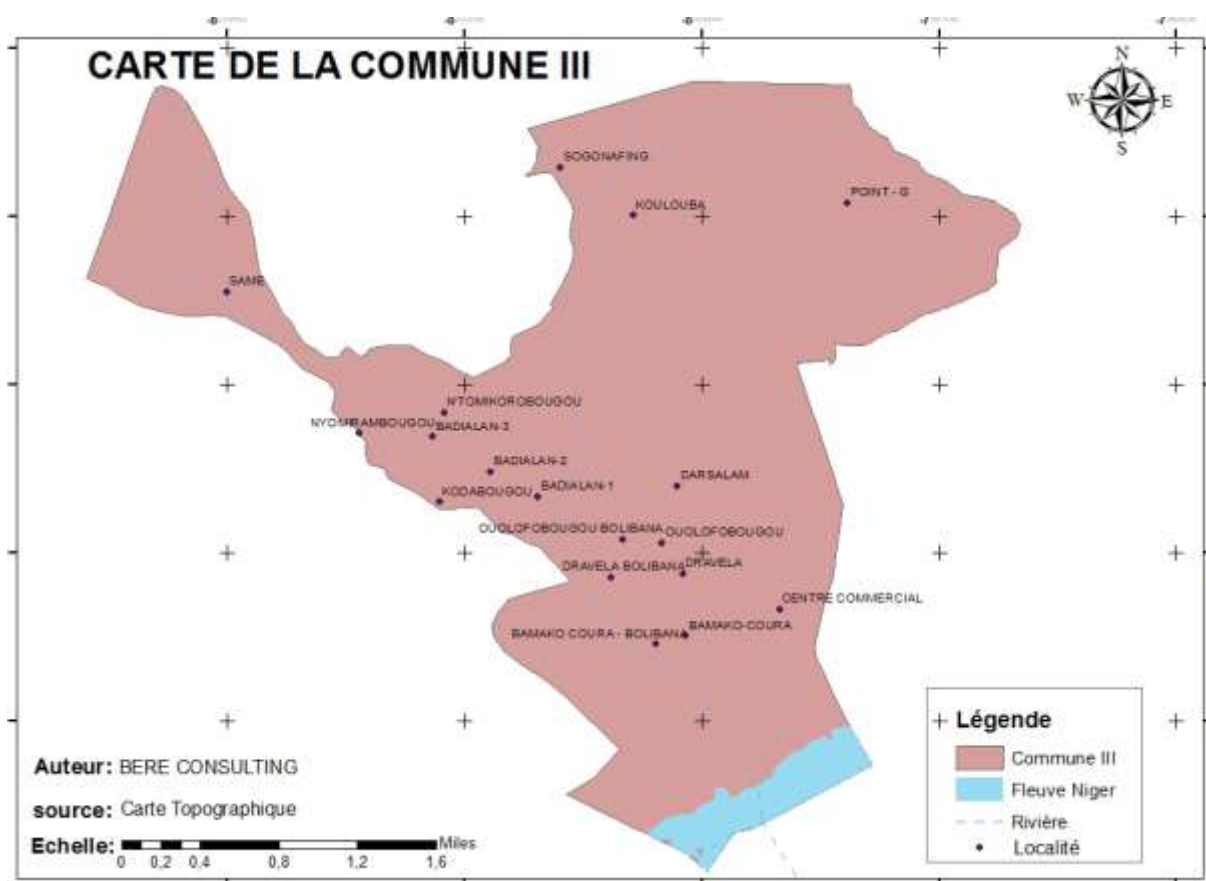 CARTE DE LA COMMUNE III
N
W E
S
SOGONAFING
KOULOUBA
POINT - G
SAME
N'TOMIKOROBOUGOU
BADIALAN-3
BADIALAN-2
KODABOUGOU
BADIALAN-1
DARSALAM
OUOLOFOBOUGOU BOLIBANA
OUOLOFOBOUGOU
DRAVELA BOLIBANA
DRAVELA
CENTRE COMMERCIAL
BAMAKO COURA - BOLIBANA
BAMAKO-COURA
Légende
Commune III
Fleuve Niger
Rivière
Localité
Auteur: BERE CONSULTING
source: Carte Topographique
Echelle:
Miles
0 0,2 0,4 0,8 1,2 1,6